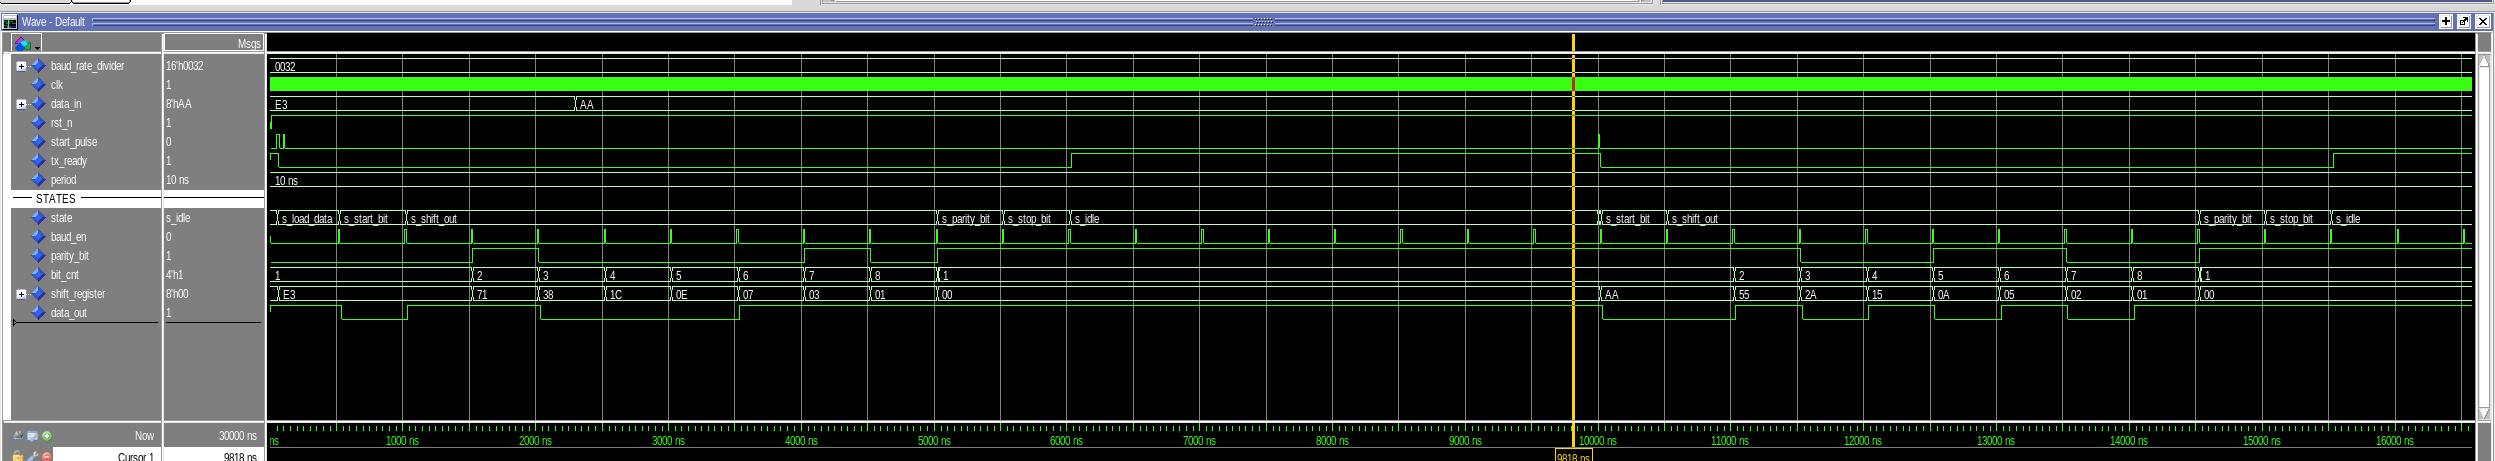 Wave - Default
Msgs
baud_rate_divider 16'h0032 0032
clk 1
data_in 8'hAA E3 AA
rst_n 1
start_pulse 0
tx_ready 1
period 10 ns 10 ns
STATES
state s_idle s_load_data s_start_bit s_shift_out s_parity_bit s_stop_bit s_idle s_start_bit s_shift_out s_parity_bit s_stop_bit s_idle
baud_en 0
parity_bit 1
bit_cnt 4'h1 1 2 3 4 5 6 7 8 1 2 3 4 5 6 7 8 1
shift_register 8'h00 E3 71 38 1C 0E 07 03 01 00 AA 55 2A 15 0A 05 02 01 00
data_out 1
Now 30000 ns ns 1000 ns 2000 ns 3000 ns 4000 ns 5000 ns 6000 ns 7000 ns 8000 ns 9000 ns 10000 ns 11000 ns 12000 ns 13000 ns 14000 ns 15000 ns 16000 ns
Cursor 1 9818 ns 9818 ns